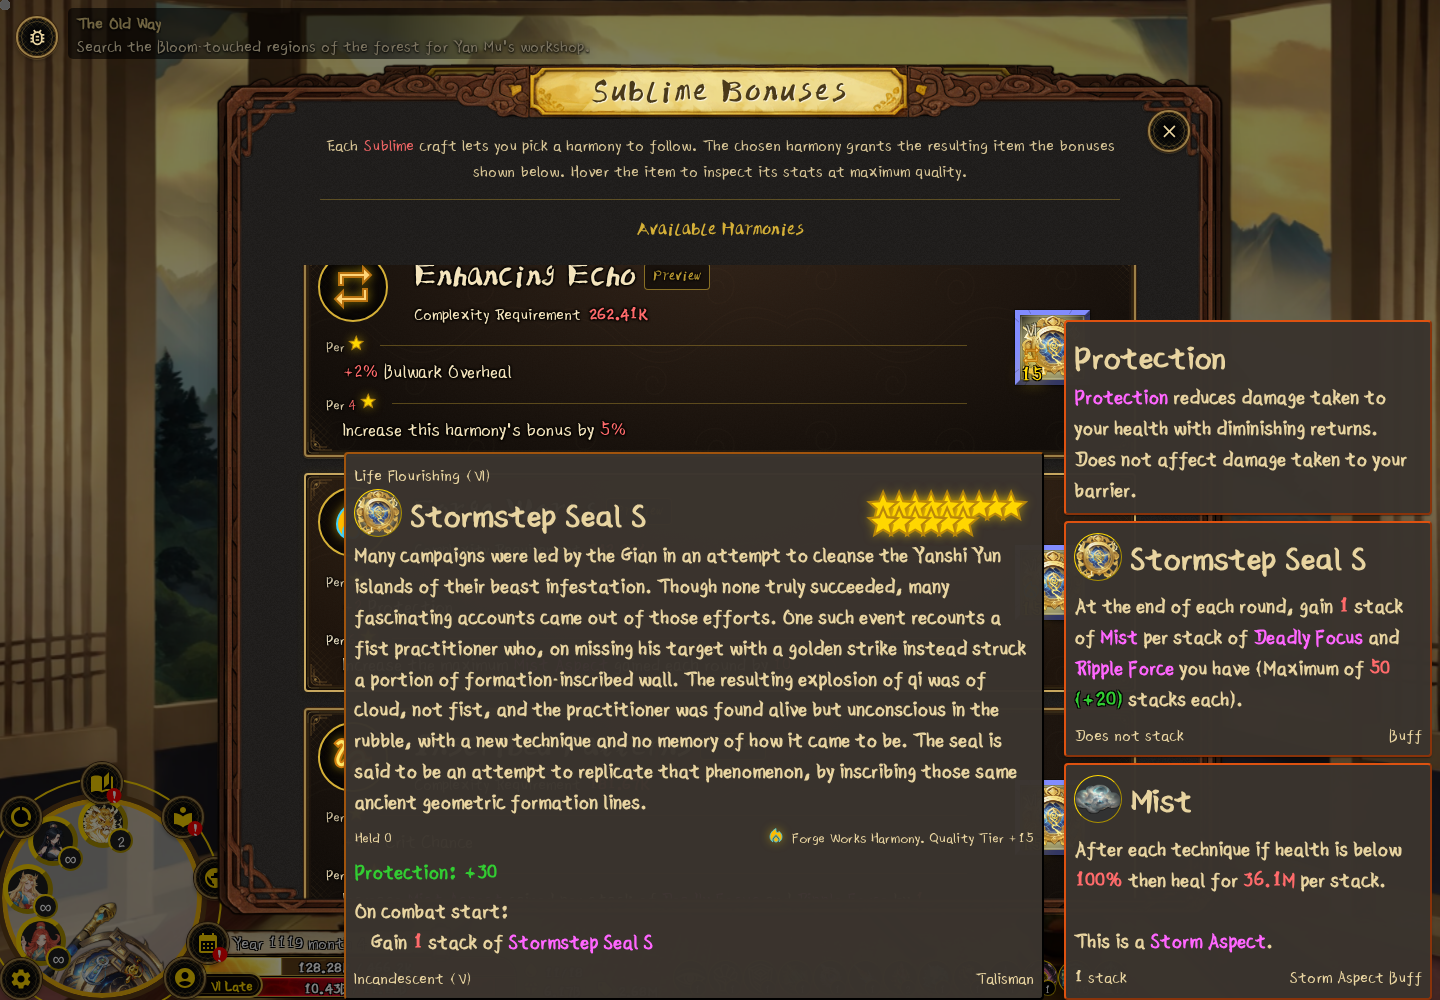 The Old Way
Search the Bloom-touched regions of the forest for Yan Mu's workshop.
Sublime Bonuses
Each Sublime craft lets you pick a harmony to follow. The chosen harmony grants the resulting item the bonuses
shown below. Hover the item to inspect its stats at maximum quality.
Available Harmonies
Enhancing Echo
Preview
Complexity Requirement 262.41K
Per
+2% Bulwark Overheal
Per 4
Increase this harmony's bonus by 5%
VI
15
Per
Per
Per
Per
Life Flourishing (VI)
Stormstep Seal S
Many campaigns were led by the Gian in an attempt to cleanse the Yanshi Yun
islands of their beast infestation. Though none truly succeeded, many
fascinating accounts came out of those efforts. One such event recounts a
fist practitioner who, on missing his target with a golden strike instead struck
a portion of formation-inscribed wall. The resulting explosion of qi was of
cloud, not fist, and the practitioner was found alive but unconscious in the
rubble, with a new technique and no memory of how it came to be. The seal is
said to be an attempt to replicate that phenomenon, by inscribing those same
ancient geometric formation lines.
Held 0
Forge Works Harmony. Quality Tier +15
Protection: +30
On combat start:
Gain 1 stack of Stormstep Seal S
Incandescent (V)
Talisman
Protection
Protection reduces damage taken to
your health with diminishing returns.
Does not affect damage taken to your
barrier.
Stormstep Seal S
At the end of each round, gain 1 stack
of Mist per stack of Deadly Focus and
Ripple Force you have (Maximum of 50
(+20) stacks each).
Does not stack
Buff
Mist
After each technique if health is below
100% then heal for 36.1M per stack.
This is a Storm Aspect.
1 stack
Storm Aspect Buff
2
Year 1119 mont
128.28
VI Late
10.43